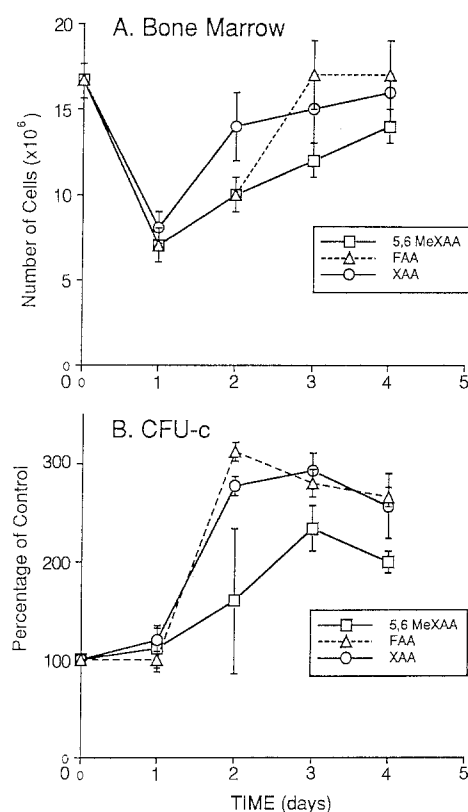 A. Bone Marrow
Number of Cells (x10⁶)
20
15
10
5
0
0 1 2 3 4 5
5,6 MeXAA
FAA
XAA
B. CFU-c
Percentage of Control
300
200
100
0
0 1 2 3 4 5
5,6 MeXAA
FAA
XAA
TIME (days)